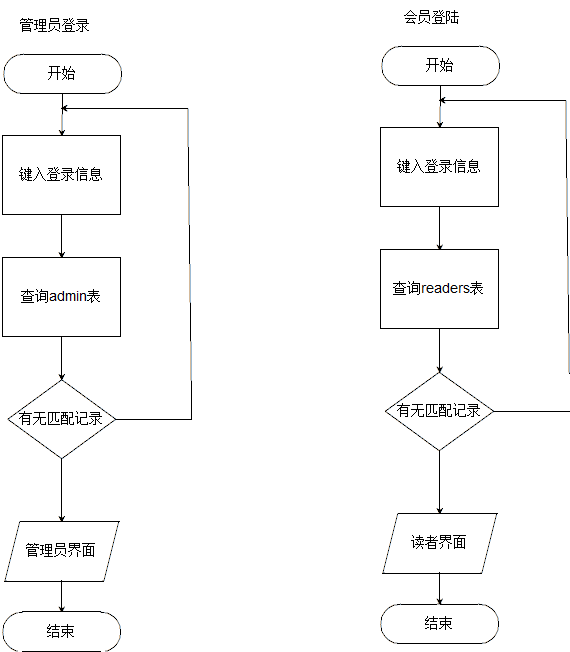 管理员登录
开始
键入登录信息
查询admin表
有无匹配记录
管理员界面
结束
会员登陆
开始
键入登录信息
查询readers表
有无匹配记录
读者界面
结束